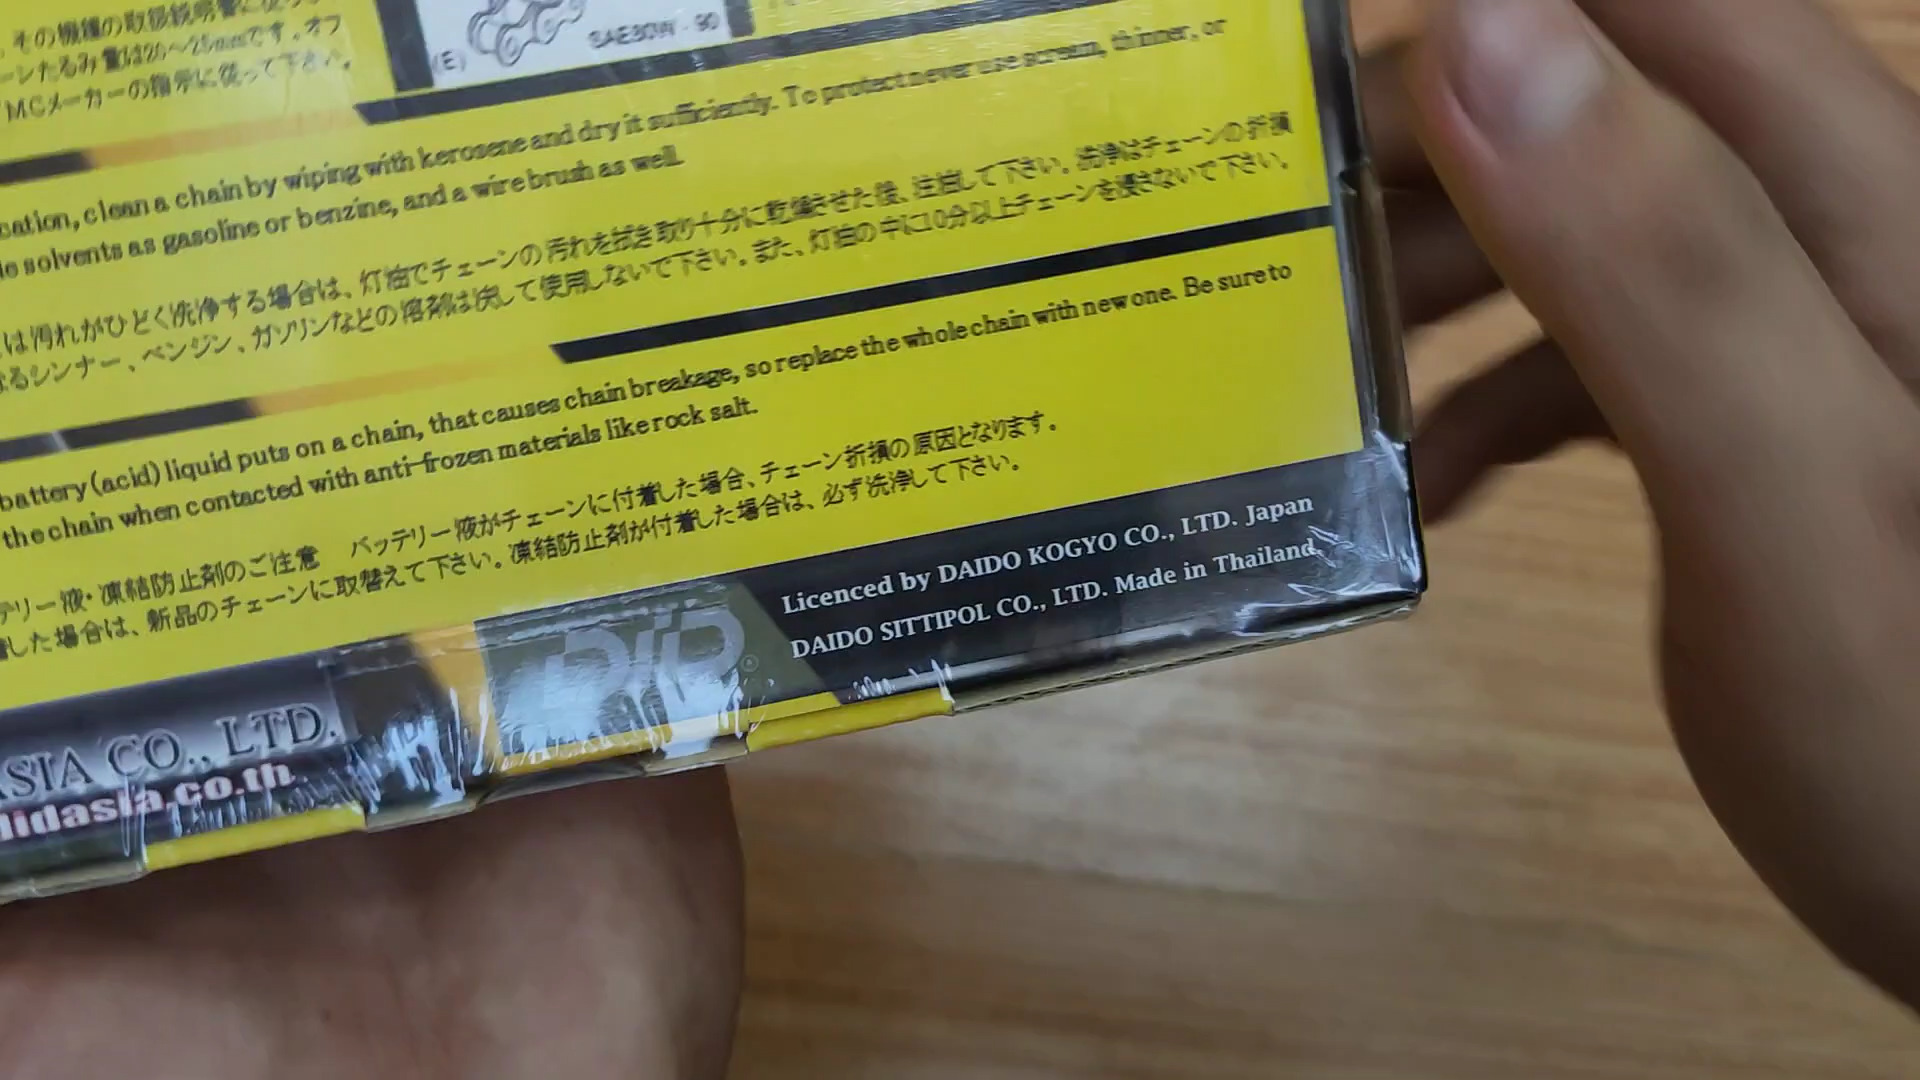 その機種の取扱説明書に従っ
ーンたるみ量は20～25mmです。オフ
MCメーカーの指示に従って下さい。
(E)
SAE80W - 90
cation, clean a chain by wiping with kerosene and dry it sufficiently. To protect never use scream, thinner, or
le solvents as gasoline or benzine, and a wire brush as well.
は汚れがひどく洗浄する場合は、灯油でチェーンの汚れを拭き取り十分に乾燥させた後、注油して下さい。洗浄はチェーンの折損
なるシンナー、ベンジン、ガソリンなどの溶剤は決して使用しないで下さい。また、灯油の中に10分以上チェーンを浸さないで下さい。
battery (acid) liquid puts on a chain, that causes chain breakage, so replace the whole chain with new one. Be sure to
the chain when contacted with anti-frozen materials like rock salt.
テリー液・凍結防止剤のご注意 バッテリー液がチェーンに付着した場合、チェーン折損の原因となります。
着した場合は、新品のチェーンに取替えて下さい。凍結防止剤が付着した場合は、必ず洗浄して下さい。
DID®
Licenced by DAIDO KOGYO CO., LTD. Japan
DAIDO SITTIPOL CO., LTD. Made in Thailand.
ASIA CO., LTD.
didasia.co.th